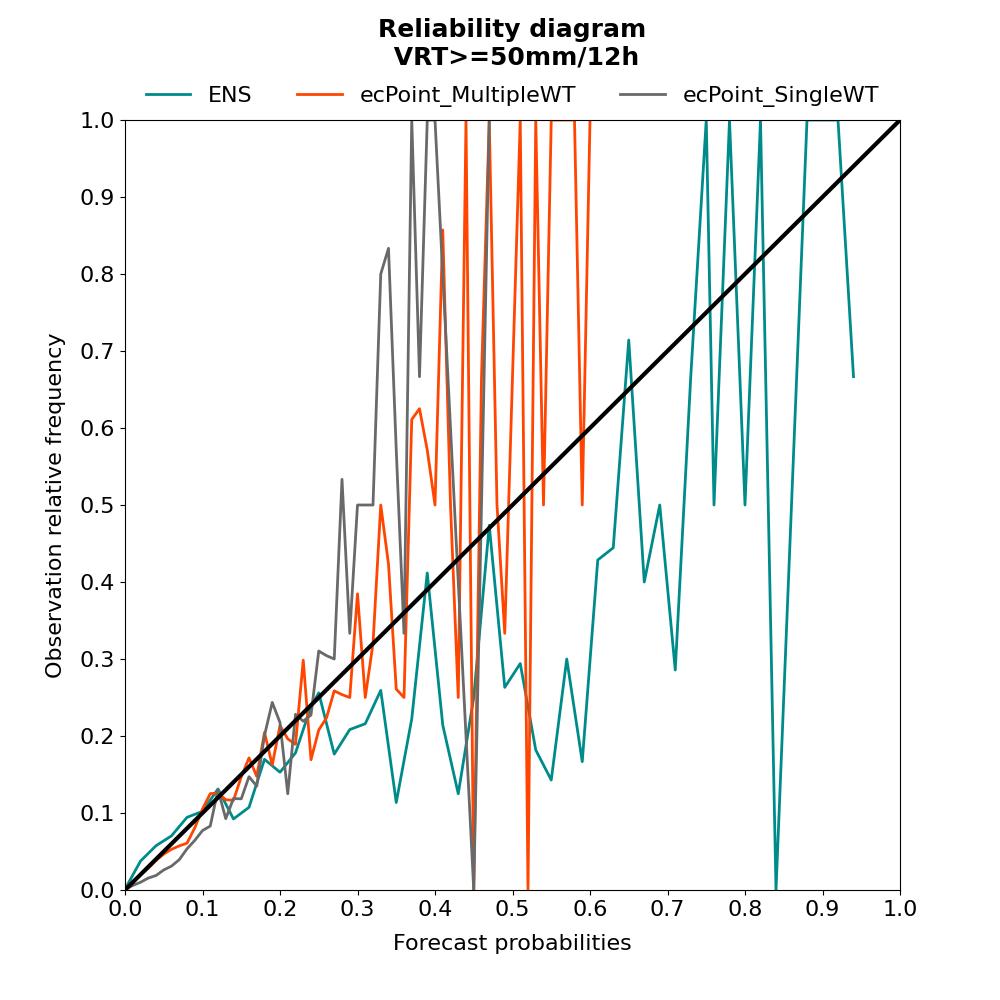 Reliability diagram
VRT>=50mm/12h
ENS ecPoint_MultipleWT ecPoint_SingleWT
1.0
0.9
0.8
0.7
0.6
0.5
0.4
0.3
0.2
0.1
0.0
Observation relative frequency
0.0 0.1 0.2 0.3 0.4 0.5 0.6 0.7 0.8 0.9 1.0
Forecast probabilities